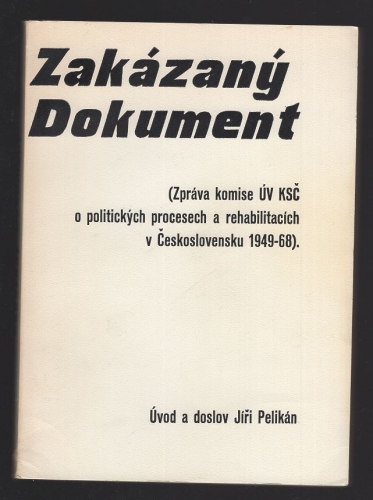 Zakázaný
Dokument
(Zpráva komise ÚV KSČ
o politických procesech a rehabilitacích
v Československu 1949-68).
Úvod a doslov Jiří Pelikán